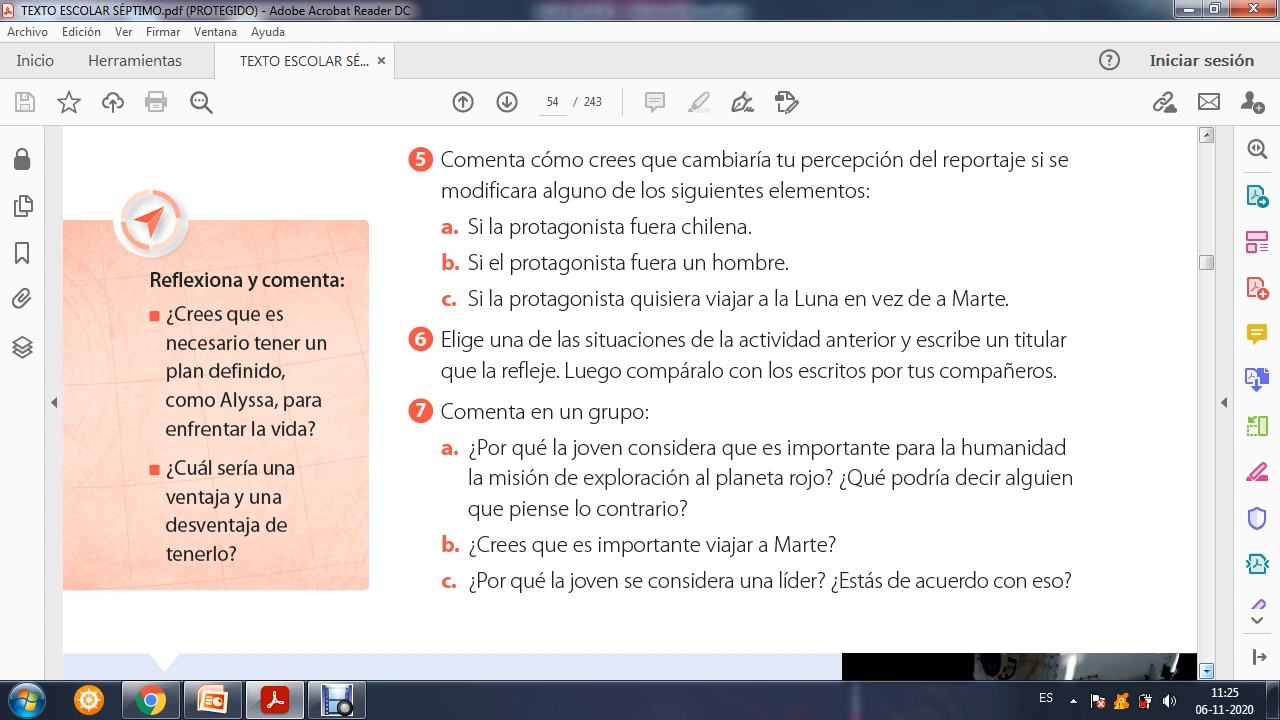 TEXTO ESCOLAR SÉPTIMO.pdf (PROTEGIDO) - Adobe Acrobat Reader DC
Archivo Edición Ver Firmar Ventana Ayuda
Inicio Herramientas TEXTO ESCOLAR SÉ... × Iniciar sesión
54 / 243
5 Comenta cómo crees que cambiaría tu percepción del reportaje si se
modificara alguno de los siguientes elementos:
a. Si la protagonista fuera chilena.
b. Si el protagonista fuera un hombre.
c. Si la protagonista quisiera viajar a la Luna en vez de a Marte.
6 Elige una de las situaciones de la actividad anterior y escribe un titular
que la refleje. Luego compáralo con los escritos por tus compañeros.
7 Comenta en un grupo:
a. ¿Por qué la joven considera que es importante para la humanidad
la misión de exploración al planeta rojo? ¿Qué podría decir alguien
que piense lo contrario?
b. ¿Crees que es importante viajar a Marte?
c. ¿Por qué la joven se considera una líder? ¿Estás de acuerdo con eso?
Reflexiona y comenta:
¿Crees que es
necesario tener un
plan definido,
como Alyssa, para
enfrentar la vida?
¿Cuál sería una
ventaja y una
desventaja de
tenerlo?
ES
11:25
06-11-2020